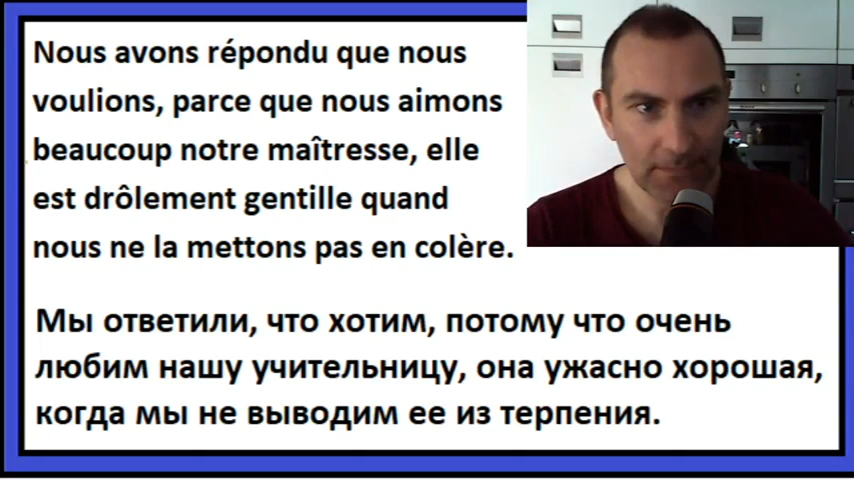 Nous avons répondu que nous
voulions, parce que nous aimons
beaucoup notre maîtresse, elle
est drôlement gentille quand
nous ne la mettons pas en colère.
Мы ответили, что хотим, потому что очень
любим нашу учительницу, она ужасно хорошая,
когда мы не выводим ее из терпения.